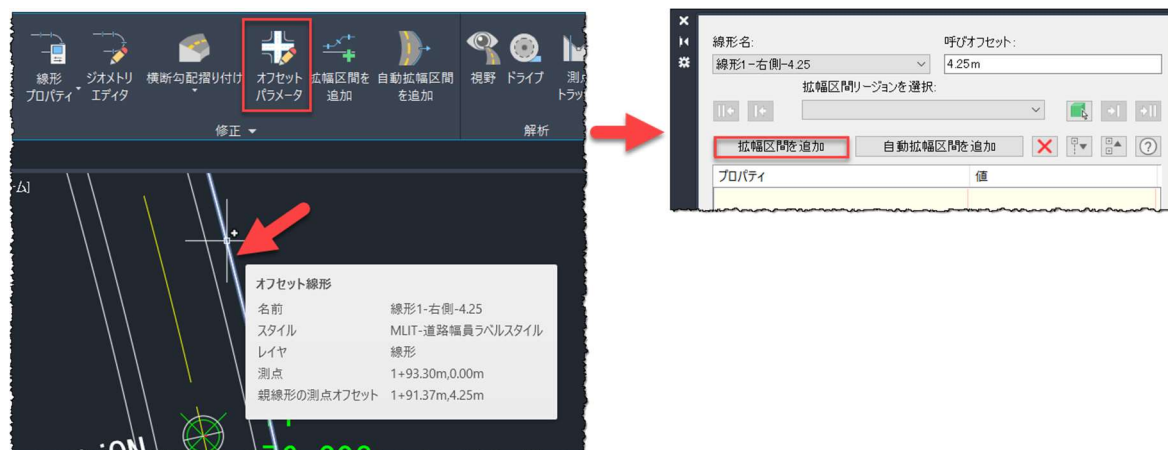 線形
プロパティ
ジオメトリ
エディタ
横断勾配摺り付け
オフセット
パラメータ
拡幅区間を
追加
自動拡幅区間
を追加
視野
ドライブ
測点
トラッ
修正
解析
ム]
オフセット線形
名前 線形1-右側-4.25
スタイル MLIT-道路幅員ラベルスタイル
レイヤ 線形
測点 1+93.30m,0.00m
親線形の測点オフセット 1+91.37m,4.25m
線形名:
呼びオフセット:
線形1-右側-4.25
4.25m
拡幅区間リージョンを選択:
拡幅区間を追加
自動拡幅区間を追加
プロパティ
値